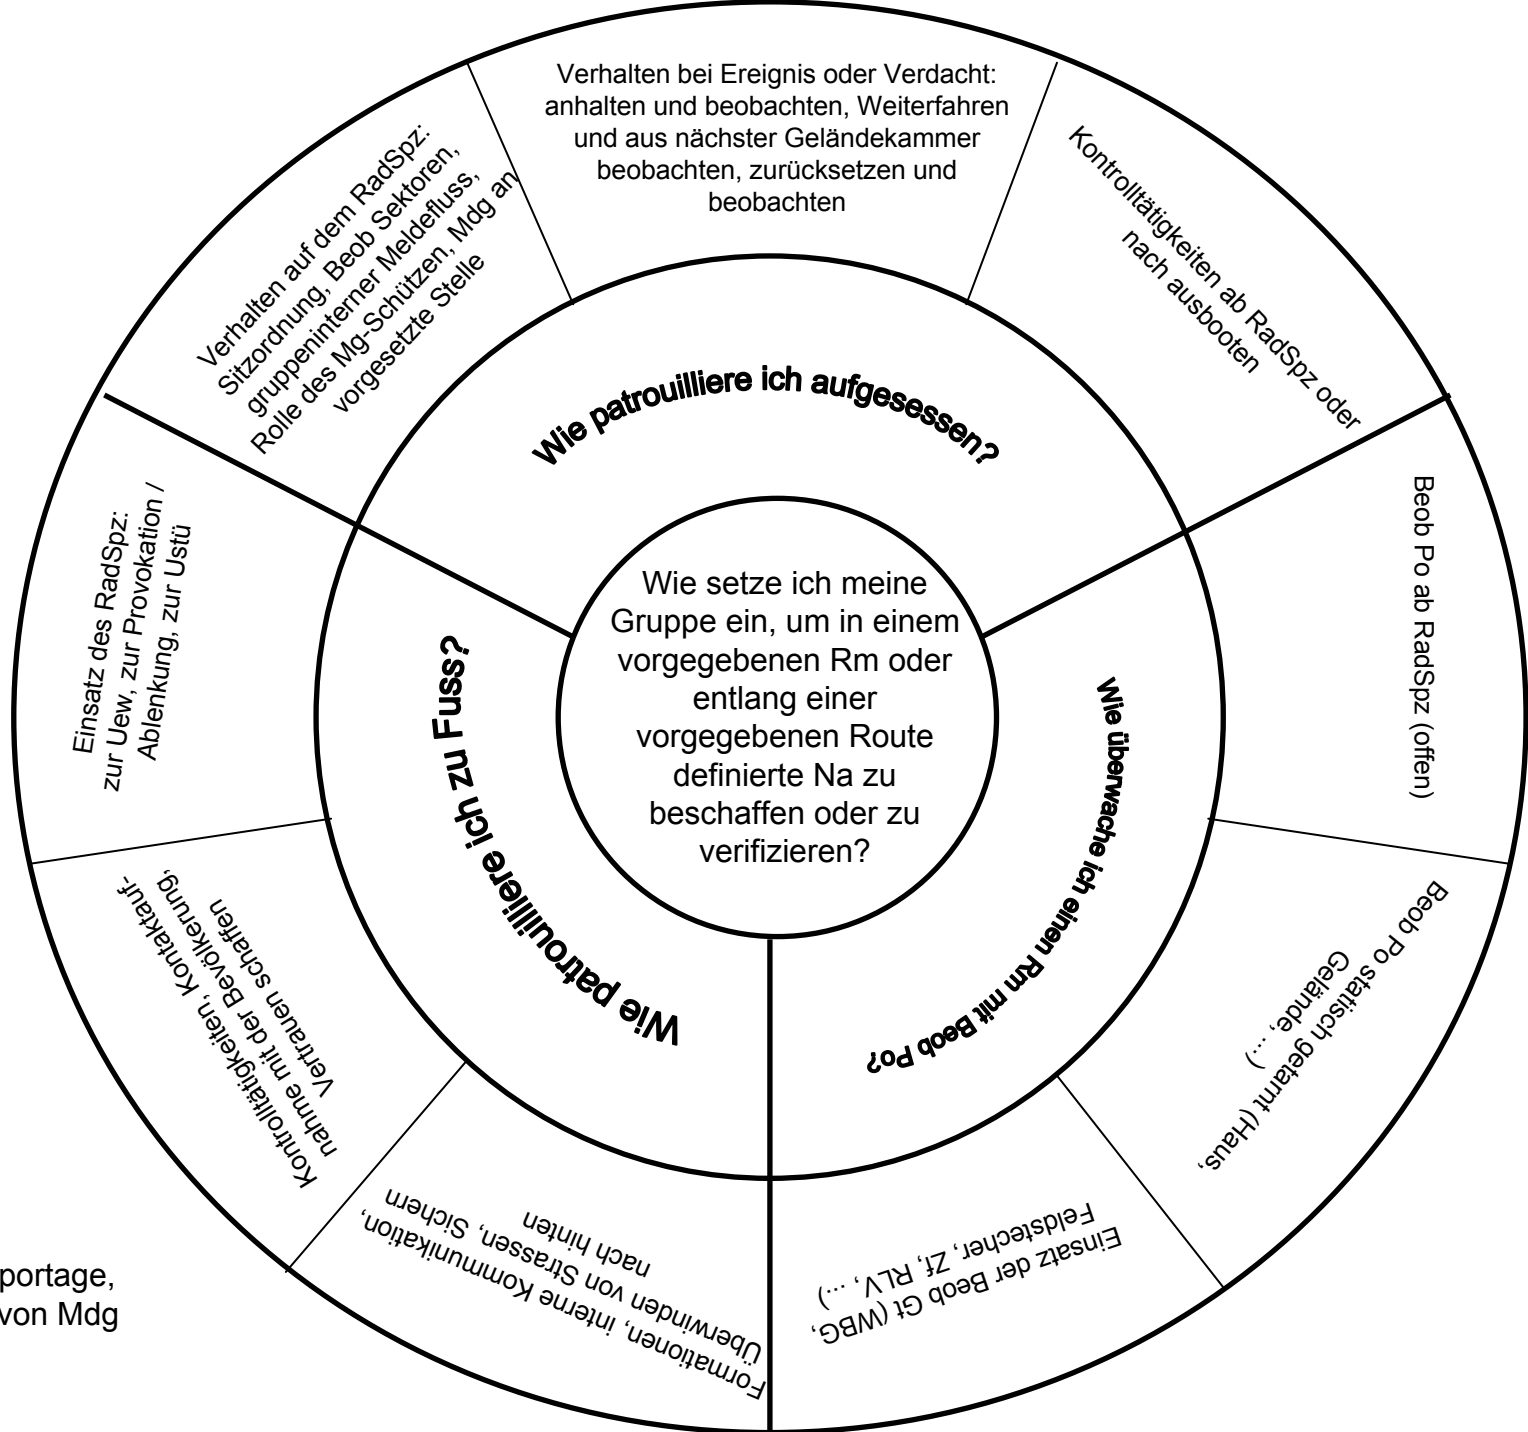 Wie setze ich meine
Gruppe ein, um in einem
vorgegebenen Rm oder
entlang einer
vorgegebenen Route
definierte Na zu
beschaffen oder zu
verifizieren?
Wie patrouilliere ich aufgesessen?
Verhalten auf dem RadSpz:
Sitzordnung, Beob Sektoren,
gruppeninterner Meldefluss,
Rolle des Mg-Schützen, Mdg an
vorgesetzte Stelle
Verhalten bei Ereignis oder Verdacht:
anhalten und beobachten, Weiterfahren
und aus nächster Geländekammer
beobachten, zurücksetzen und
beobachten
Kontrolltätigkeiten ab RadSpz oder
nach ausbooten
Wie überwache ich einen Rm mit Beob Po?
Beob Po ab RadSpz (offen)
Beob Po statisch getarnt (Haus,
Gelände, ...)
Einsatz der Beob Gt (WBG,
Feldstecher, Zf, RLV, ...)
Wie patrouilliere ich zu Fuss?
Formationen, interne Kommunikation,
Überwinden von Strassen, Sichern
nach hinten
Kontrolltätigkeiten, Kontaktauf-
nahme mit der Bevölkerung,
Vertrauen schaffen
Einsatz des RadSpz:
zur Uew, zur Provokation /
Ablenkung, zur Ustü
portage,
von Mdg